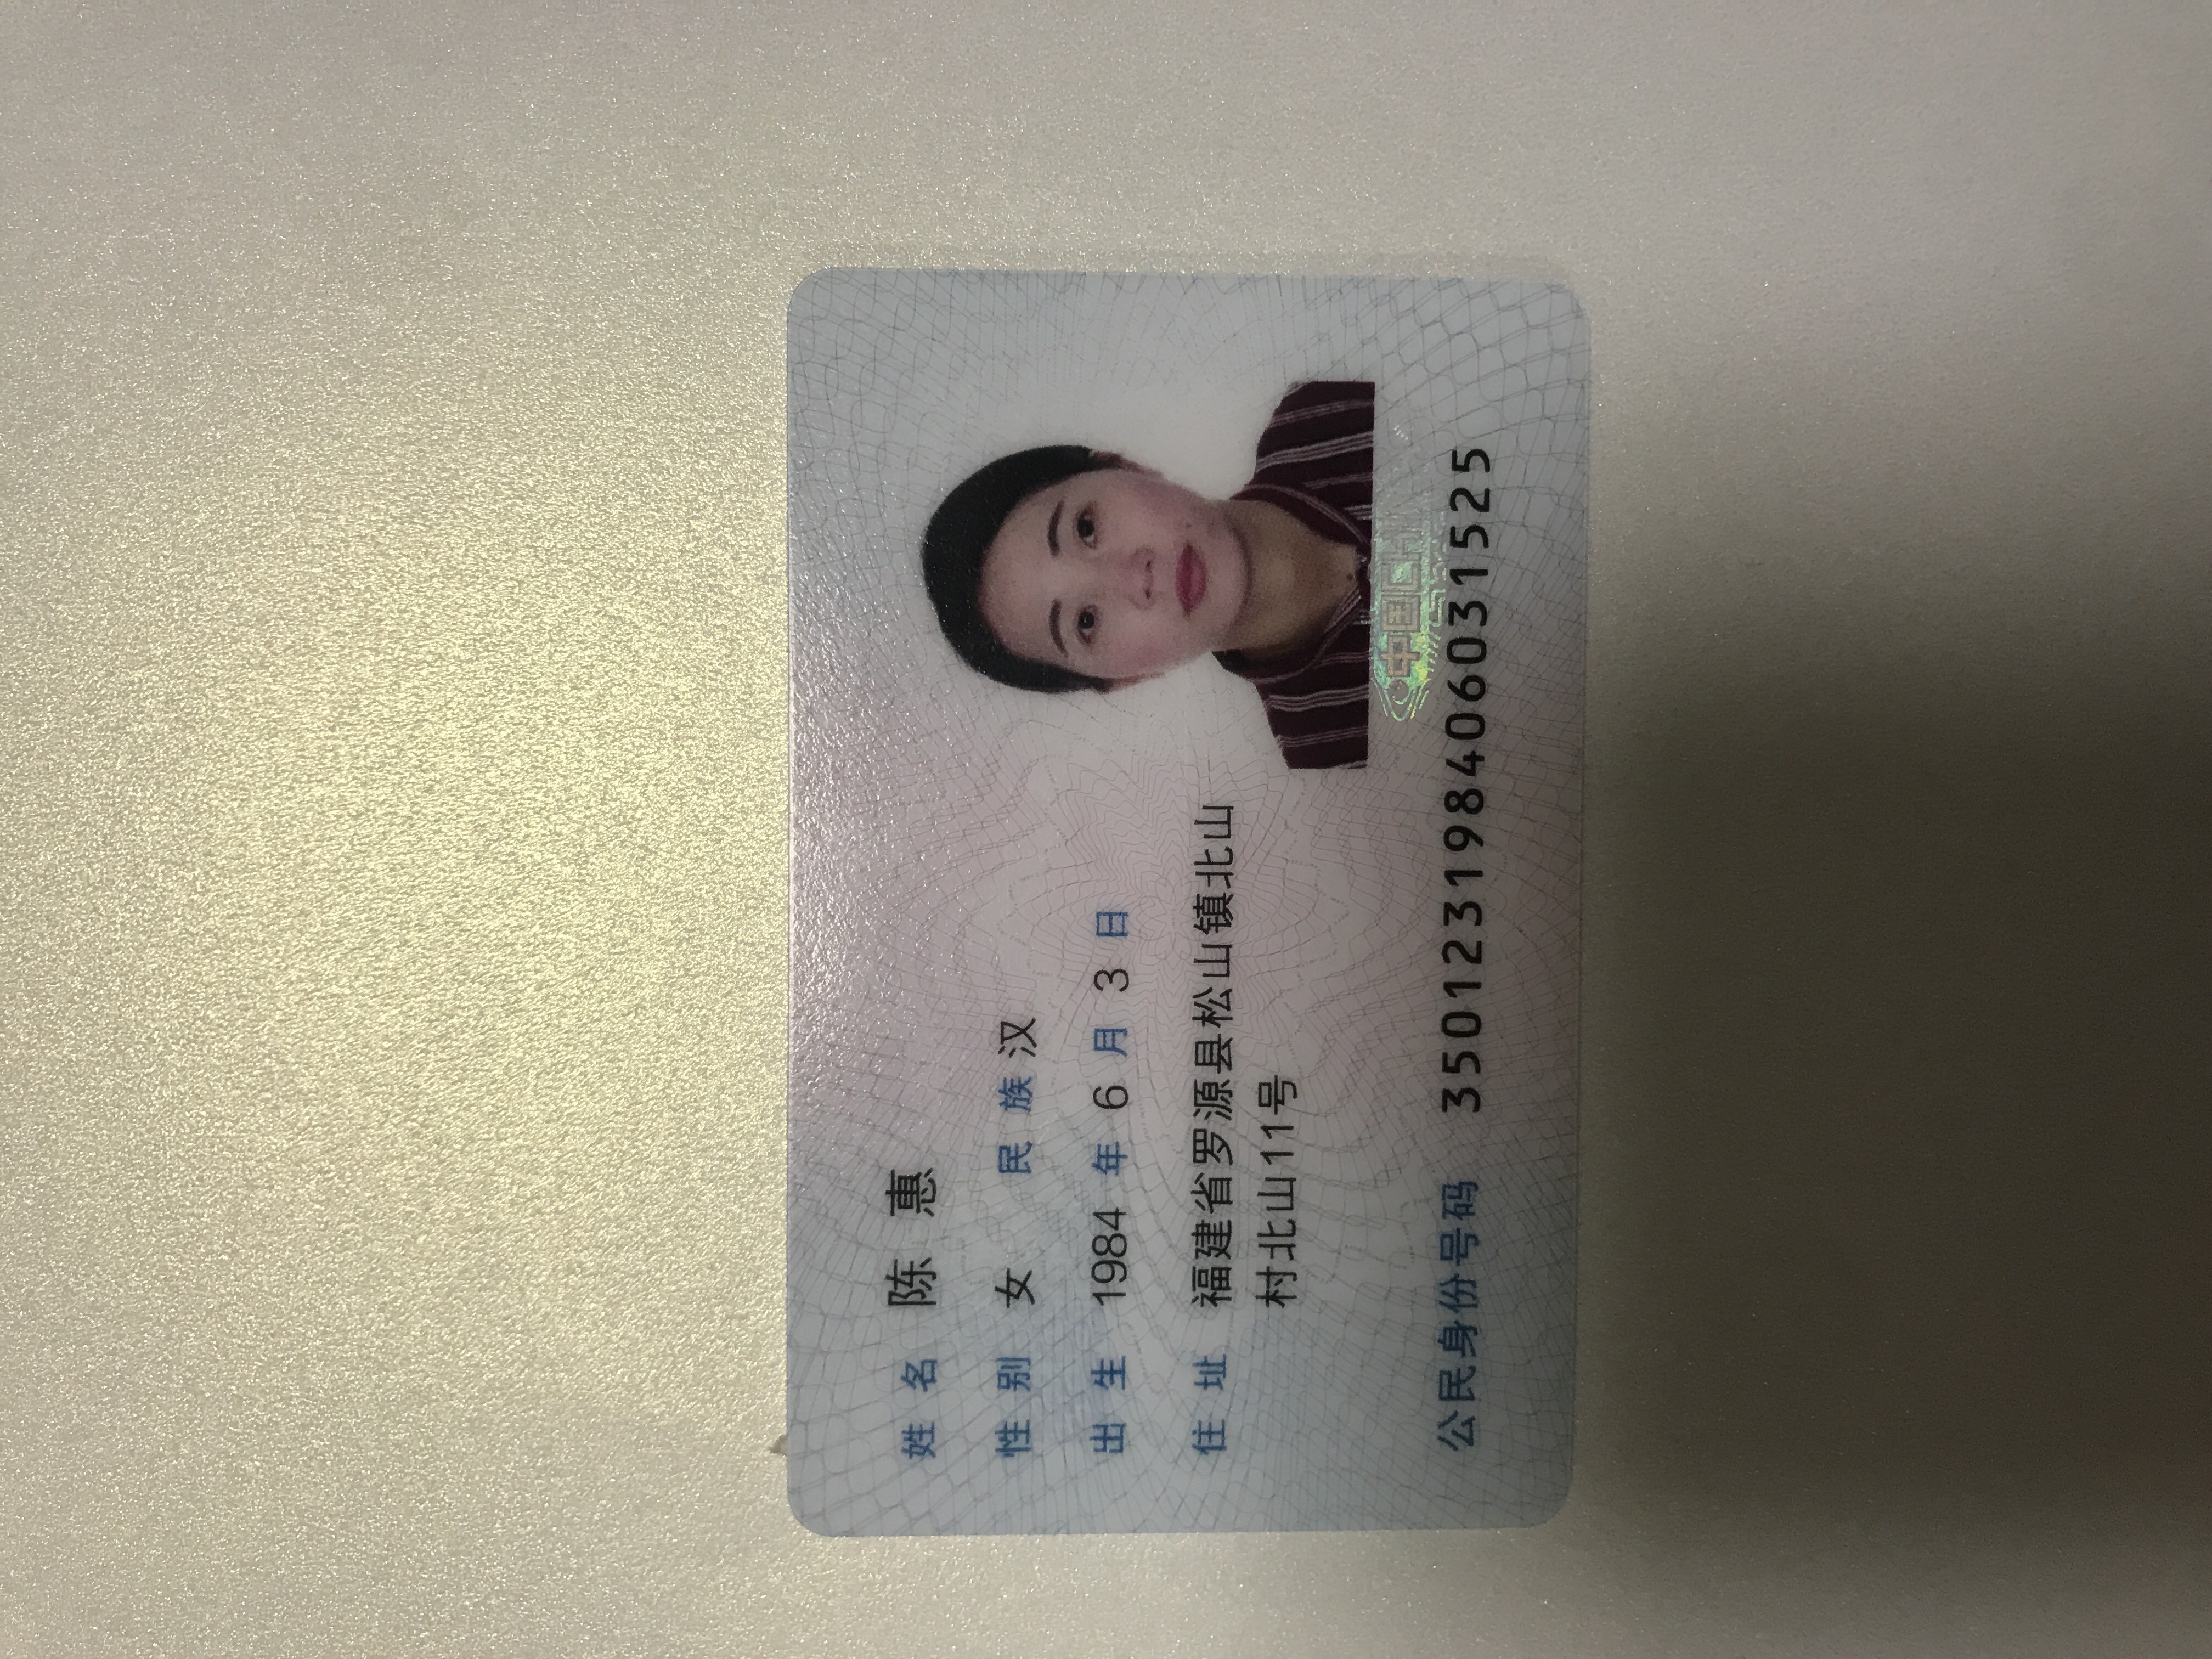 姓名 陈惠
性别 女 民族 汉
出生 1984 年 6 月 3 日
住址 福建省罗源县松山镇北山
村北山11号
中国CHI
公民身份号码 350123198406031525